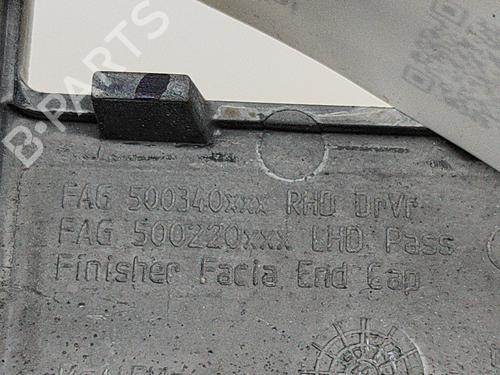 B-PARTS
FAG 500340xxx RHD DrVr
FAG 500220xxx LHD Pass
Finisher Facia End Cap